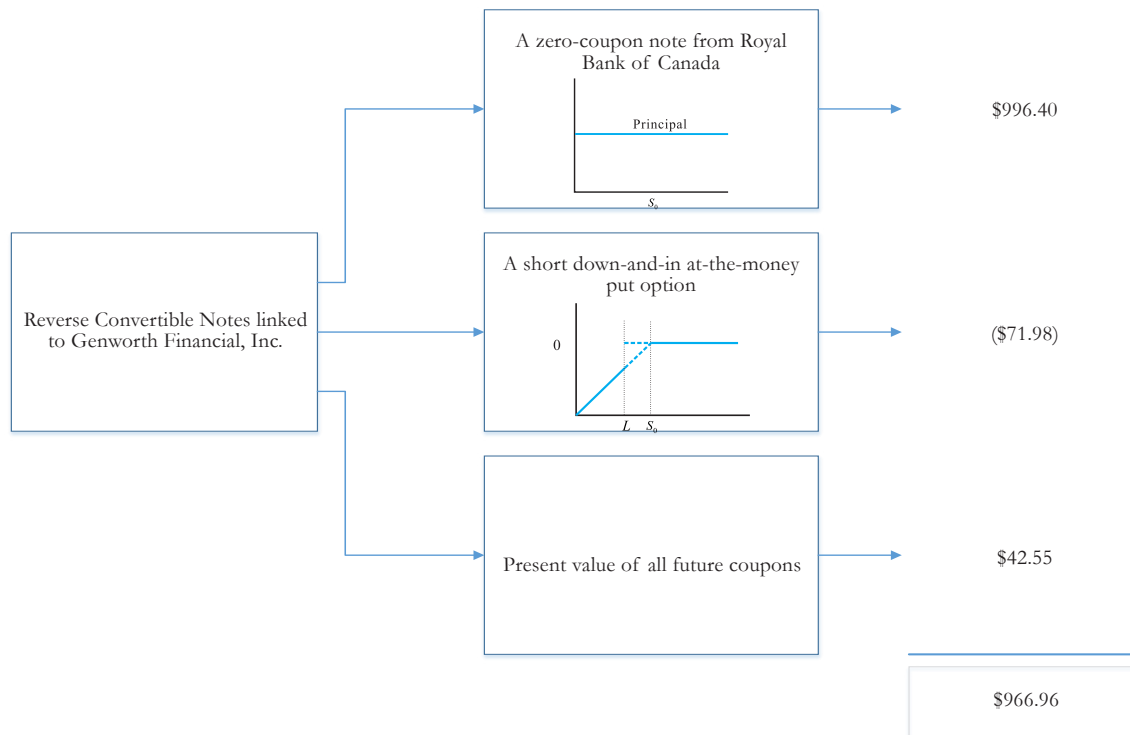 A zero-coupon note from Royal
Bank of Canada
Principal
S₀
$996.40
Reverse Convertible Notes linked
to Genworth Financial, Inc.
A short down-and-in at-the-money
put option
0
L S₀
($71.98)
Present value of all future coupons
$42.55
$966.96